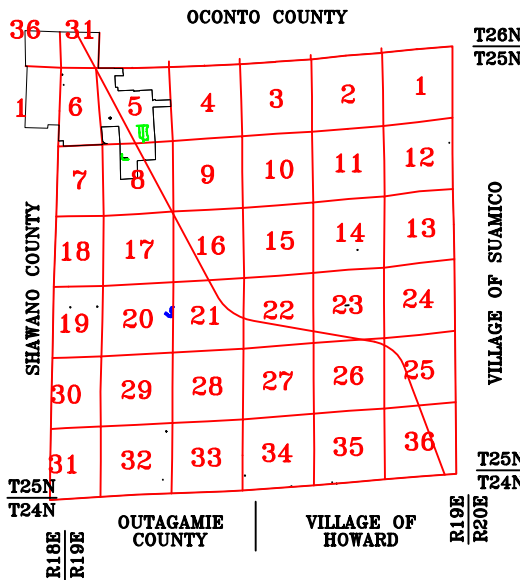 OCONTO COUNTY
36 31
T26N
T25N
1 6 5 4 3 2 1
7 8 9 10 11 12
18 17 16 15 14 13
19 20 21 22 23 24
30 29 28 27 26 25
31 32 33 34 35 36
SHAWANO COUNTY
VILLAGE OF SUAMICO
T25N
T24N
T25N
T24N
R18E
R19E
OUTAGAMIE
COUNTY
VILLAGE OF
HOWARD
R19E
R20E